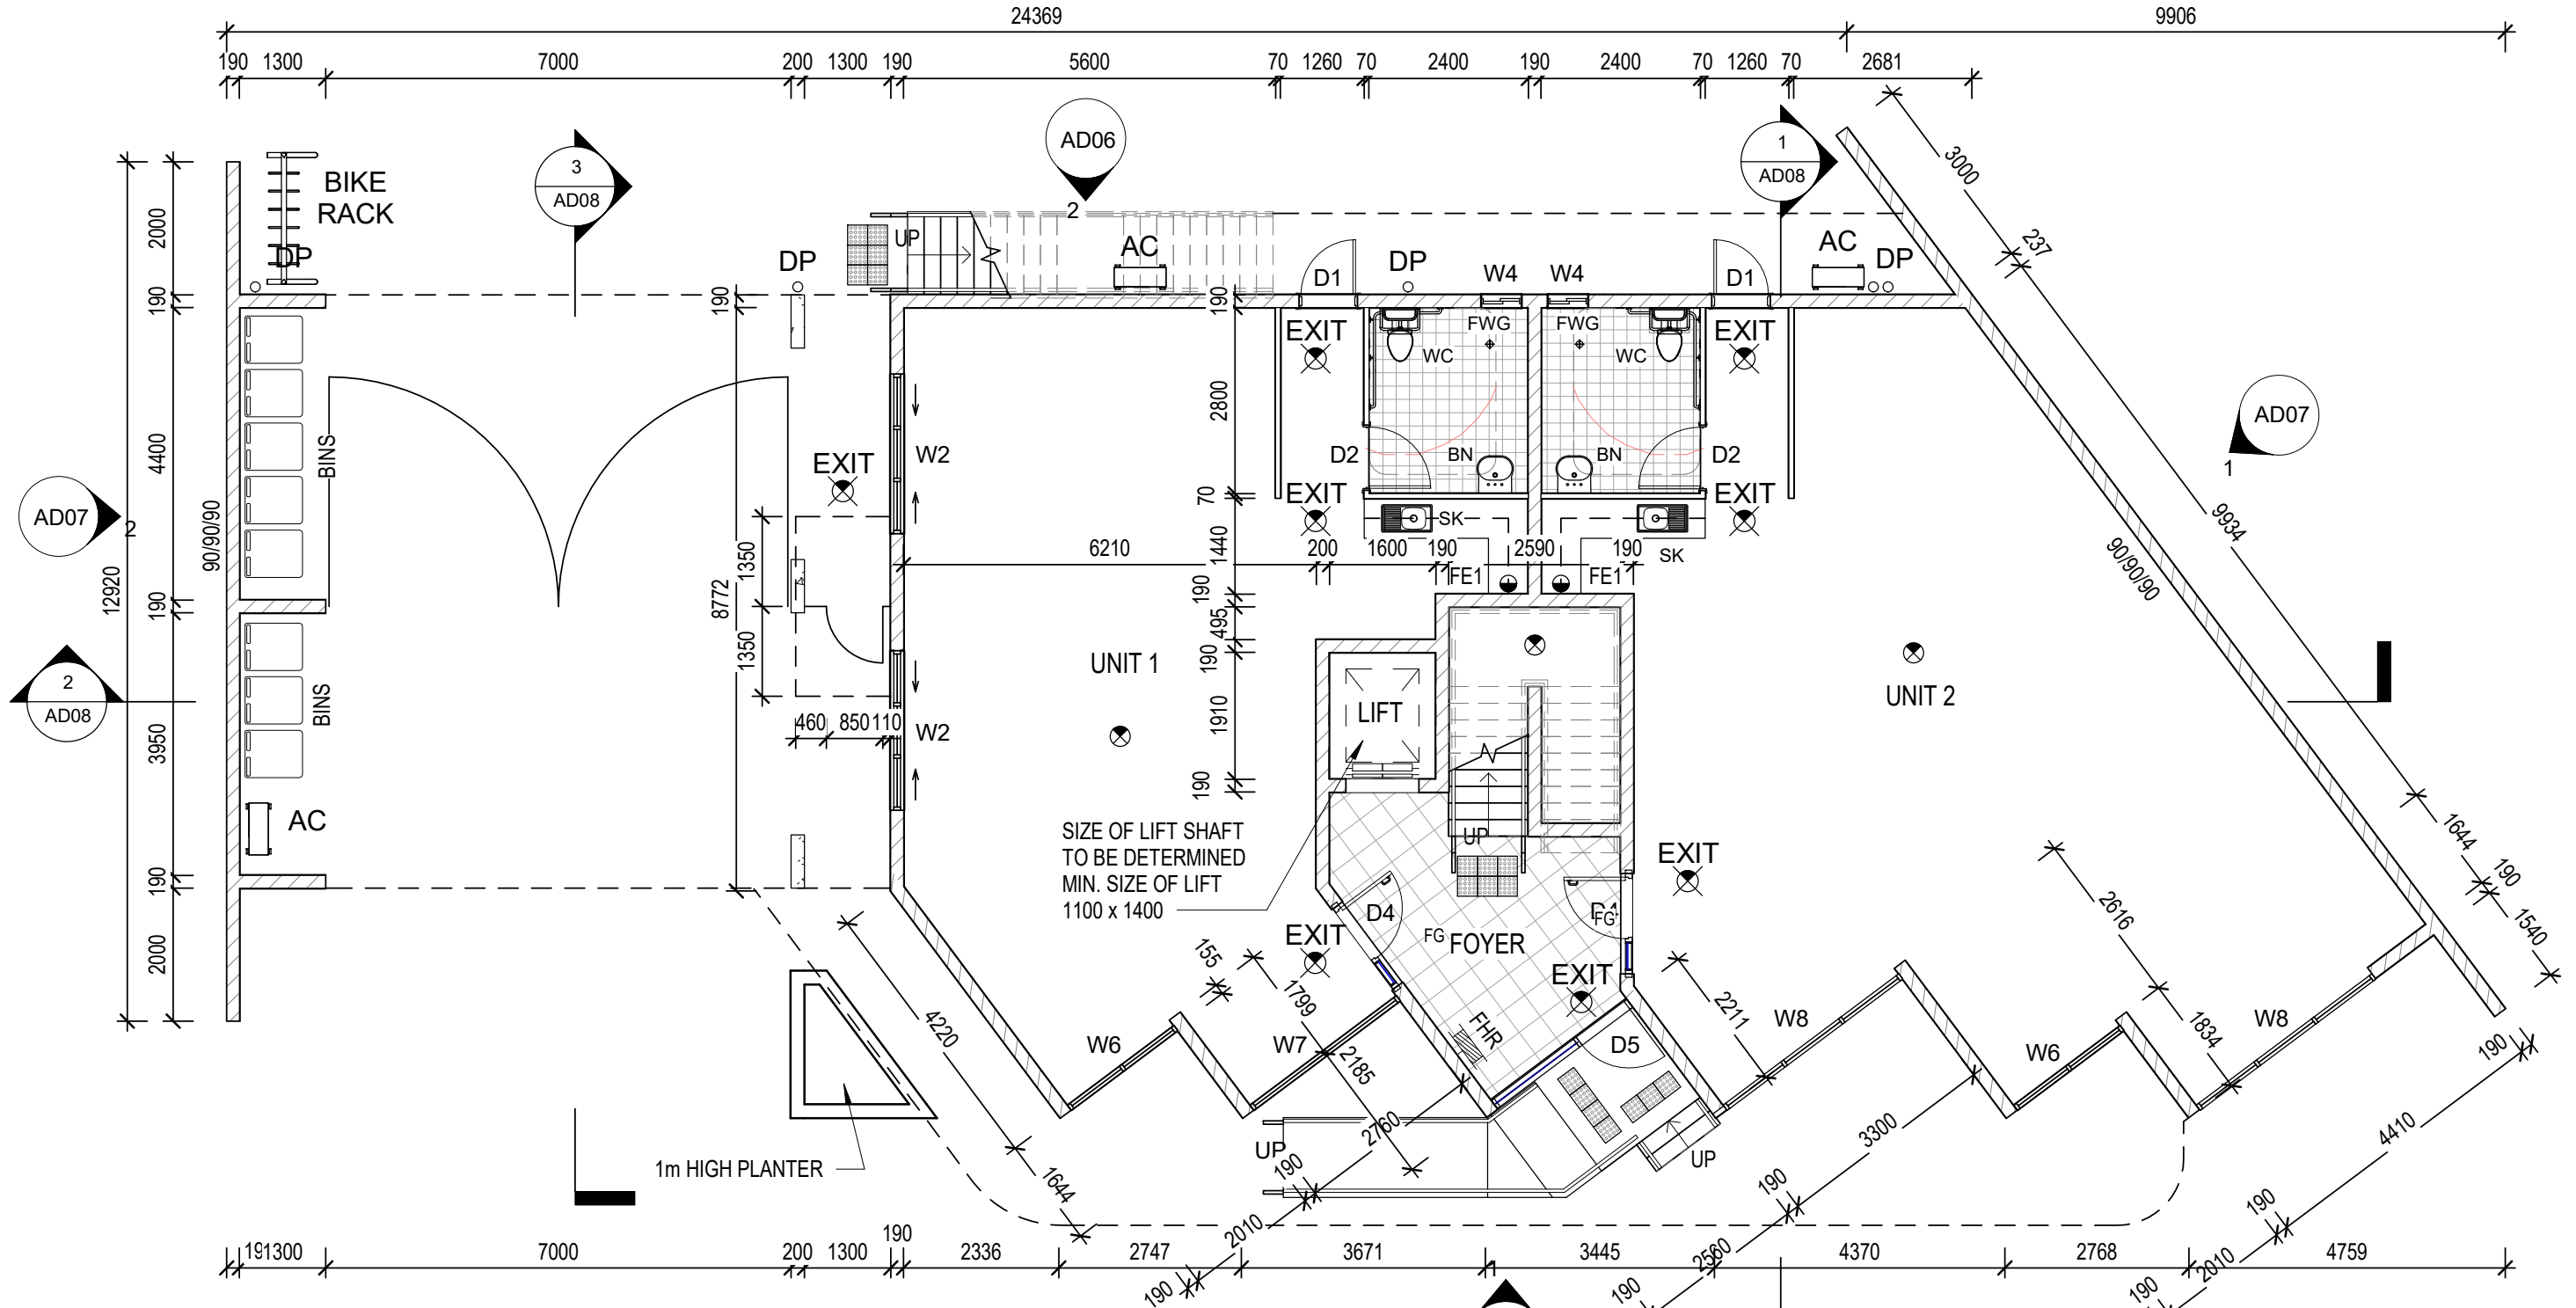 24369
9906
190 1300 7000 200 1300 190 5600 70 1260 70 2400 190 2400 70 1260 70 2681
3
AD08
AD06
2
1
AD08
3000
237
BIKE
RACK
DP
DP
UP
AC
D1
DP
W4
W4
D1
AC
DP
2000
190
4400
190
3950
190
2000
12920
90/90/90
190
8772
BINS
BINS
AC
EXIT
1350
1350
460 850 110
W2
W2
190
2800
70
1440
190
495
190
1910
190
EXIT
FWG
FWG
EXIT
WC
WC
D2
BN
BN
D2
EXIT
EXIT
SK
SK
6210 200 1600 190 2590 190
FE1
FE1
AD07
2
2
AD08
AD07
1
9934
90/90/90
UNIT 1
LIFT
UNIT 2
SIZE OF LIFT SHAFT
TO BE DETERMINED
MIN. SIZE OF LIFT
1100 x 1400
UP
EXIT
D4
FG
FG FOYER
EXIT
EXIT
1644
190
1540
2616
1834
2211
155
1799
2185
4220
1644
W6
W7
FHR
D5
W8
W6
W8
190
2760
UP
UP
3300
4410
190
2010
190
190
2560
190
190
2010
190
1m HIGH PLANTER
1300 7000 200 1300 190 2336 2747 3671 3445 4370 2768 4759
1